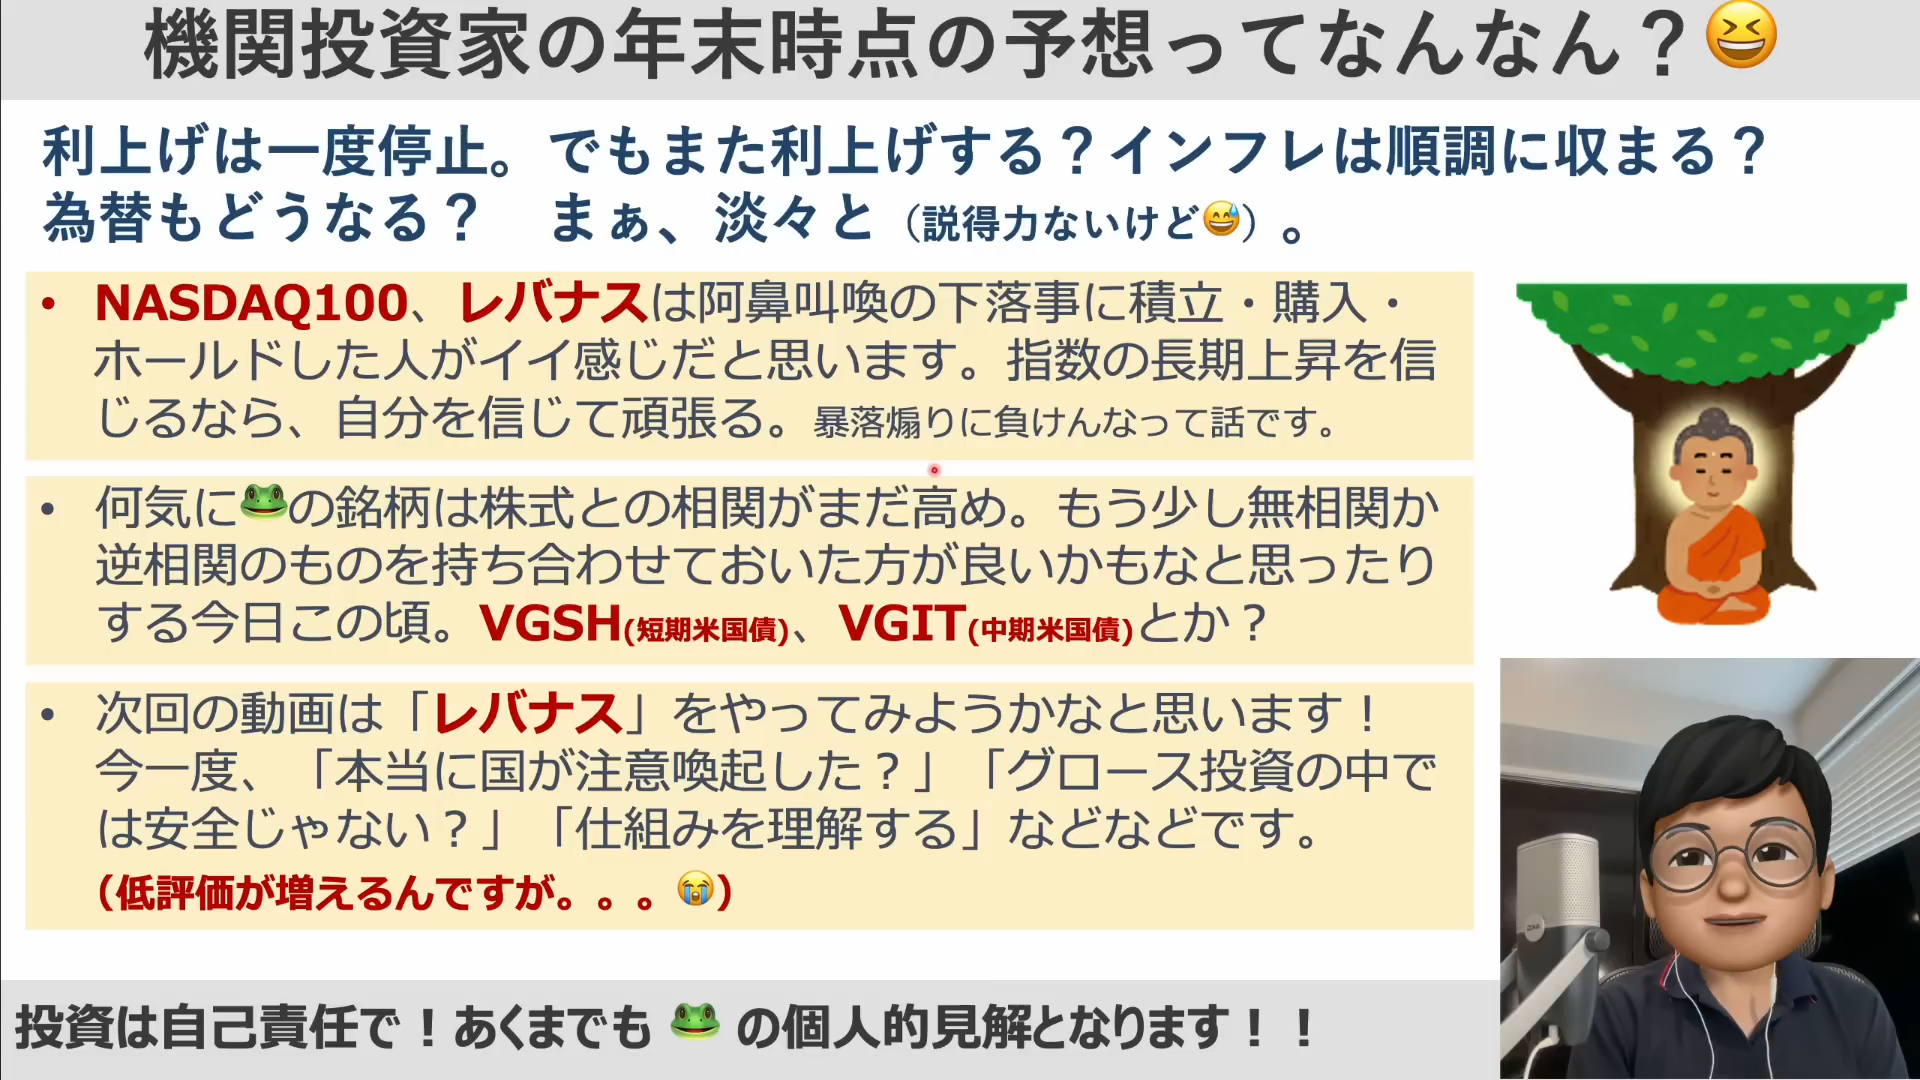 機関投資家の年末時点の予想ってなんなん？😆
利上げは一度停止。でもまた利上げする？インフレは順調に収まる？
為替もどうなる？　まぁ、淡々と（説得力ないけど😅）。
• NASDAQ100、レバナスは阿鼻叫喚の下落事に積立・購入・
ホールドした人がイイ感じだと思います。指数の長期上昇を信
じるなら、自分を信じて頑張る。暴落煽りに負けんなって話です。
• 何気に🐸の銘柄は株式との相関がまだ高め。もう少し無相関か
逆相関のものを持ち合わせておいた方が良いかもなと思ったり
する今日この頃。VGSH(短期米国債)、VGIT(中期米国債)とか？
• 次回の動画は「レバナス」をやってみようかなと思います！
今一度、「本当に国が注意喚起した？」「グロース投資の中で
は安全じゃない？」「仕組みを理解する」などなどです。
（低評価が増えるんですが。。。😭）
投資は自己責任で！あくまでも🐸の個人的見解となります！！